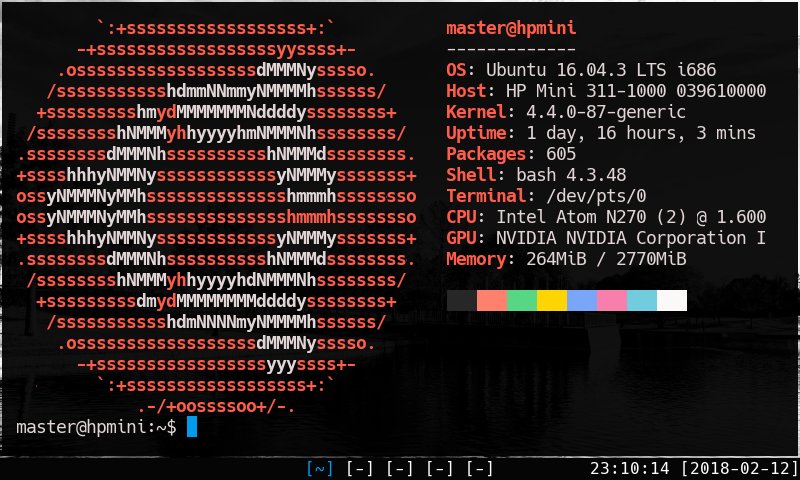 `:+ssssssssssssssssss+:`
-+ssssssssssssssssssyyssss+-
.ossssssssssssssssssdMMMNysssso.
/ssssssssssshdmmNNmmyNMMMMhssssss/
+ssssssssshmydMMMMMMMNddddyssssssss+
/sssssssshNMMMyhhyyyyhmNMMMNhssssssss/
.ssssssssdMMMNhsssssssssshNMMMdssssssss.
+sssshhhyNMMNyssssssssssssyNMMMysssssss+
ossyNMMMNyMMhsssssssssssssshmmmhssssssso
ossyNMMMNyMMhsssssssssssssshmmmhssssssso
+sssshhhyNMMNyssssssssssssyNMMMysssssss+
.ssssssssdMMMNhsssssssssshNMMMdssssssss.
/sssssssshNMMMyhhyyyyhdNMMMNhssssssss/
+sssssssssdmydMMMMMMMMddddyssssssss+
/ssssssssssshdmNNNNmyNMMMMhssssss/
.ossssssssssssssssssdMMMNysssso.
-+sssssssssssssssssyyyssss+-
`:+ssssssssssssssssss+:`
.-/+oossssoo+/-.
master@hpmini
-------------
OS: Ubuntu 16.04.3 LTS i686
Host: HP Mini 311-1000 039610000
Kernel: 4.4.0-87-generic
Uptime: 1 day, 16 hours, 3 mins
Packages: 605
Shell: bash 4.3.48
Terminal: /dev/pts/0
CPU: Intel Atom N270 (2) @ 1.600
GPU: NVIDIA NVIDIA Corporation I
Memory: 264MiB / 2770MiB
master@hpmini:~$
[~] [-] [-] [-] [-] 23:10:14 [2018-02-12]